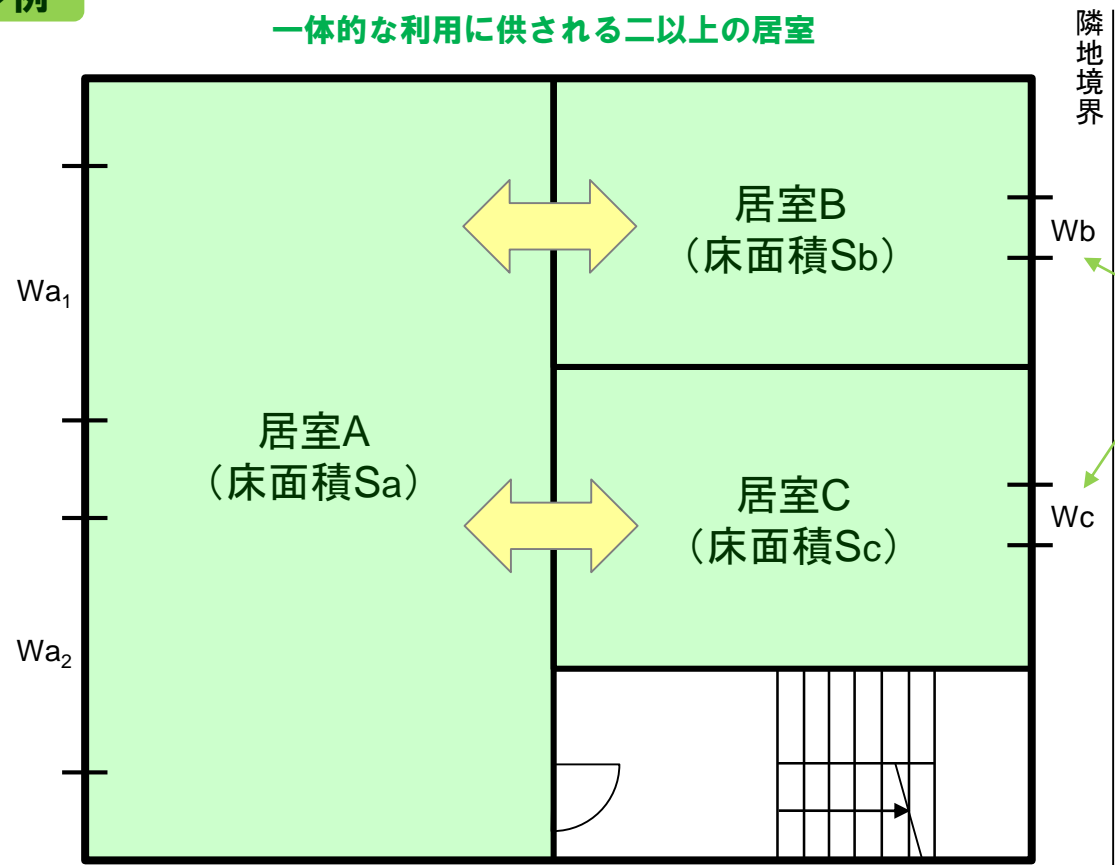 例
一体的な利用に供される二以上の居室
隣地境界
居室B
(床面積Sb)
Wb
Wa₁
居室A
(床面積Sa)
居室C
(床面積Sc)
Wc
Wa₂